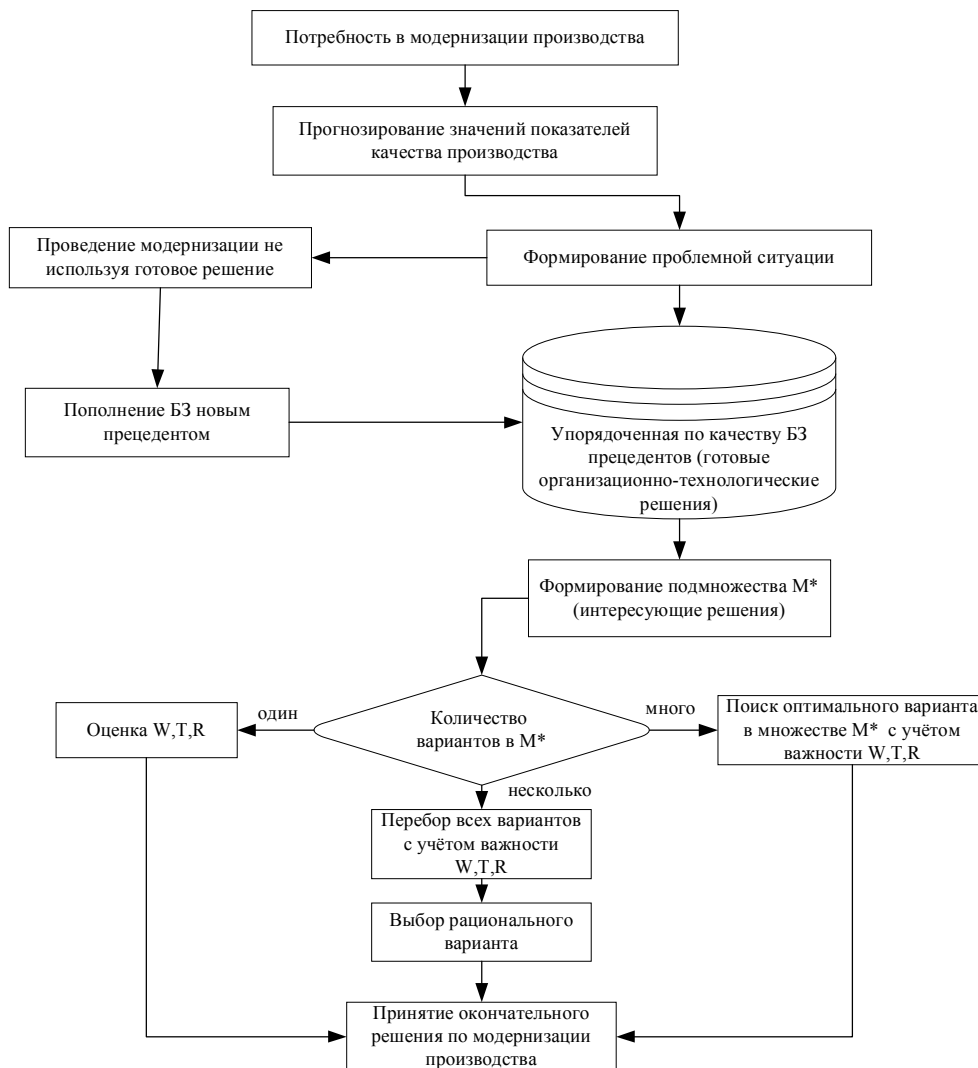 Потребность в модернизации производства
Прогнозирование значений показателей
качества производства
Проведение модернизации не
используя готовое решение
Формирование проблемной ситуации
Пополнение БЗ новым
прецедентом
Упорядоченная по качеству БЗ
прецедентов (готовые
организационно-технологические
решения)
Формирование подмножества М*
(интересующие решения)
Оценка W,T,R
один
Количество
вариантов в М*
много
Поиск оптимального варианта
в множестве М* с учётом
важности W,T,R
несколько
Перебор всех вариантов
с учётом важности
W,T,R
Выбор рационального
варианта
Принятие окончательного
решения по модернизации
производства